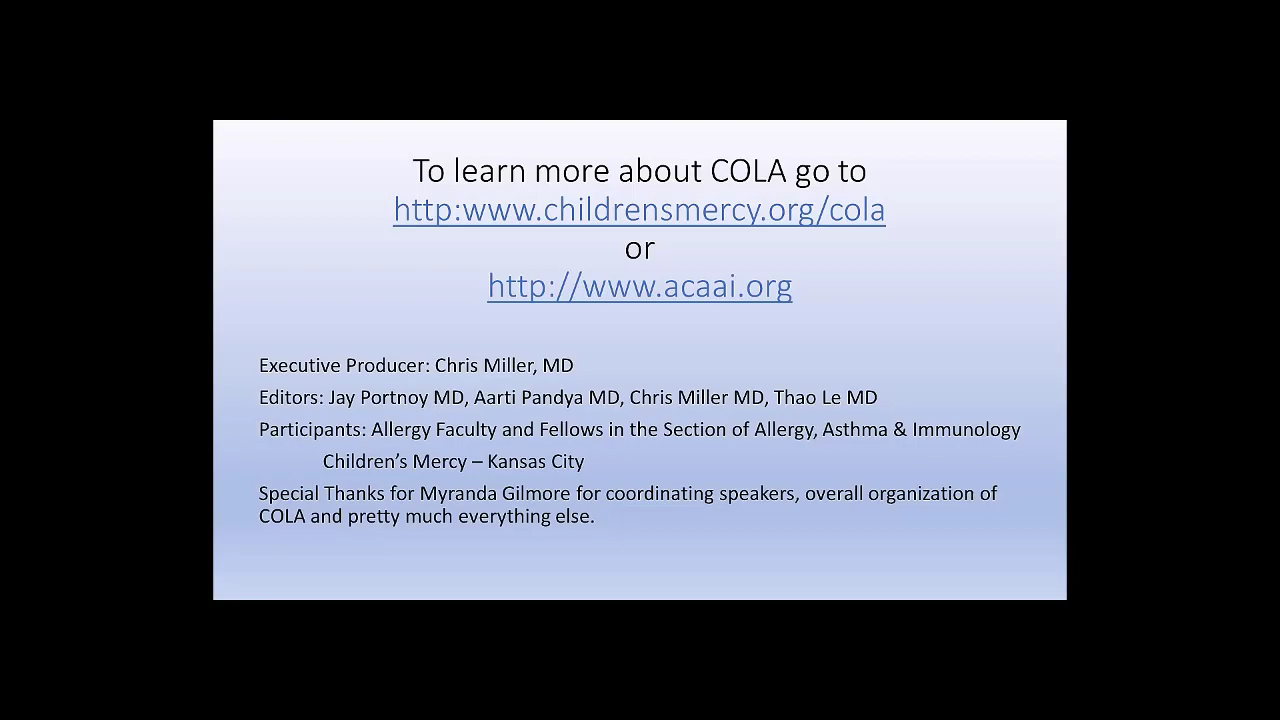 To learn more about COLA go to
http:www.childrensmercy.org/cola
or
http://www.acaai.org
Executive Producer: Chris Miller, MD
Editors: Jay Portnoy MD, Aarti Pandya MD, Chris Miller MD, Thao Le MD
Participants: Allergy Faculty and Fellows in the Section of Allergy, Asthma & Immunology
Children’s Mercy – Kansas City
Special Thanks for Myranda Gilmore for coordinating speakers, overall organization of
COLA and pretty much everything else.